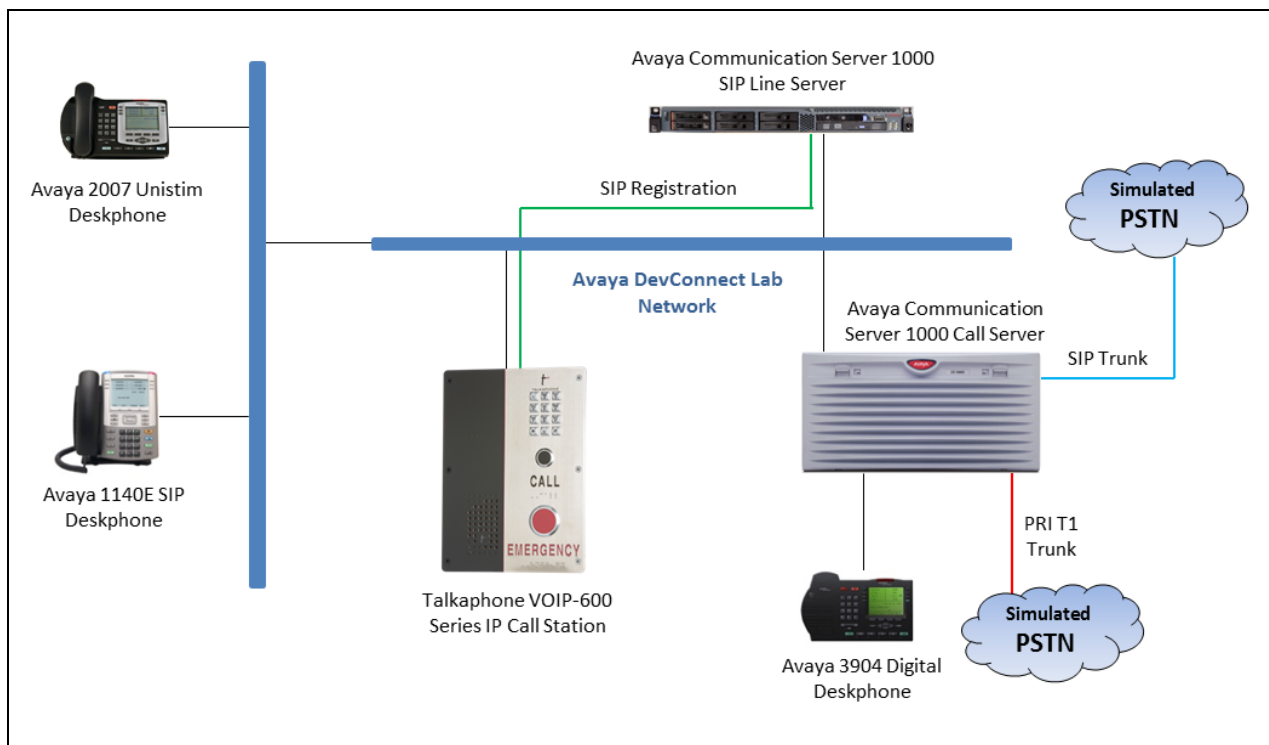 Avaya Communication Server 1000
SIP Line Server
Avaya 2007 Unistim
Deskphone
SIP Registration
Simulated
PSTN
Avaya DevConnect Lab
Network
Avaya Communication
Server 1000 Call Server
SIP Trunk
CALL
EMERGENCY
Avaya 1140E SIP
Deskphone
Talkaphone VOIP-600
Series IP Call Station
PRI T1
Trunk
Simulated
PSTN
Avaya 3904 Digital
Deskphone